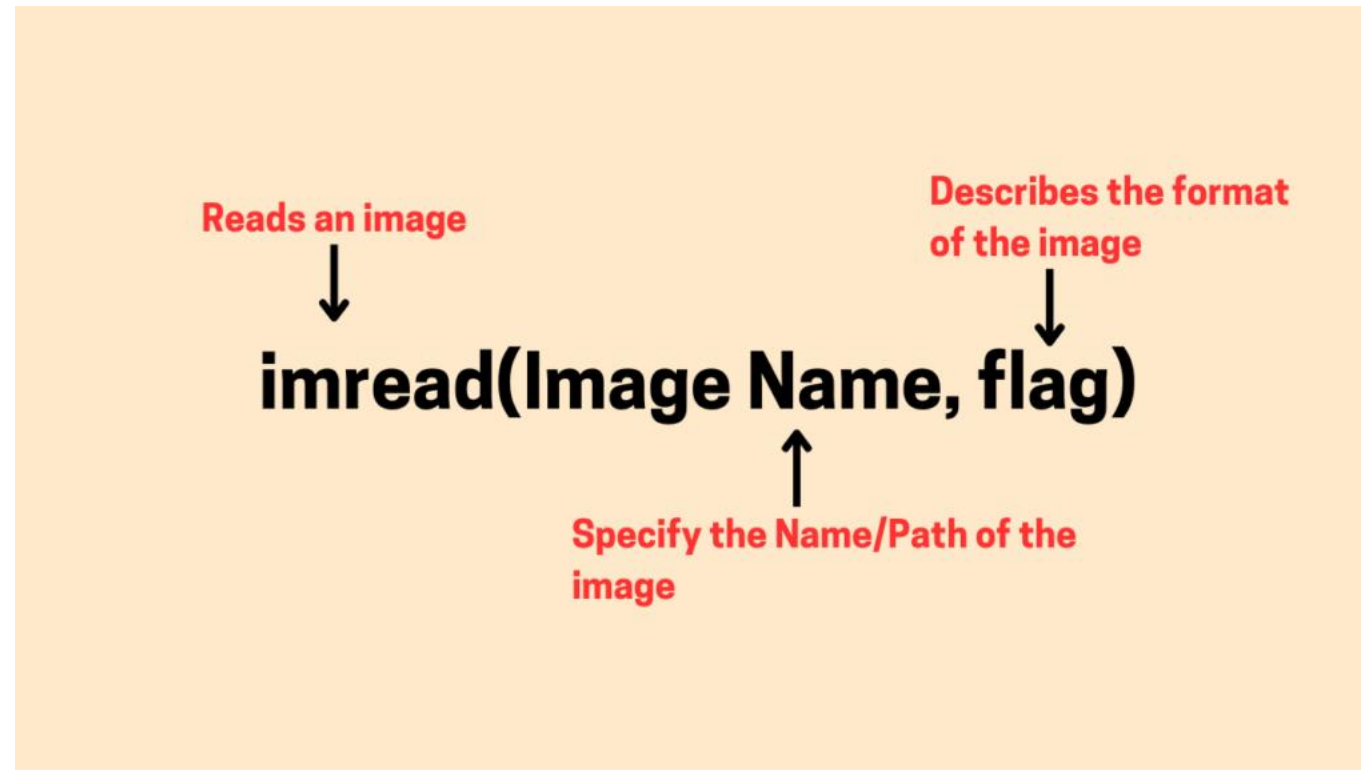 Reads an image
Describes the format
of the image
imread(Image Name, flag)
Specify the Name/Path of the
image